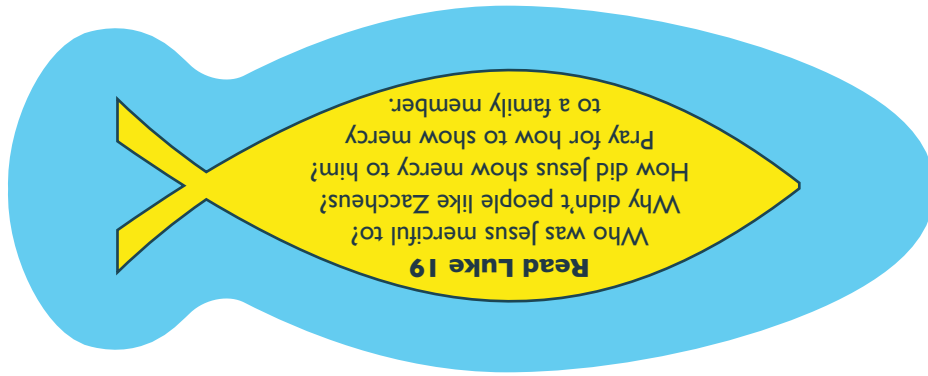 Read Luke 19
Who was Jesus merciful to?
Why didn't people like Zaccheus?
How did Jesus show mercy to him?
Pray for how to show mercy
to a family member.